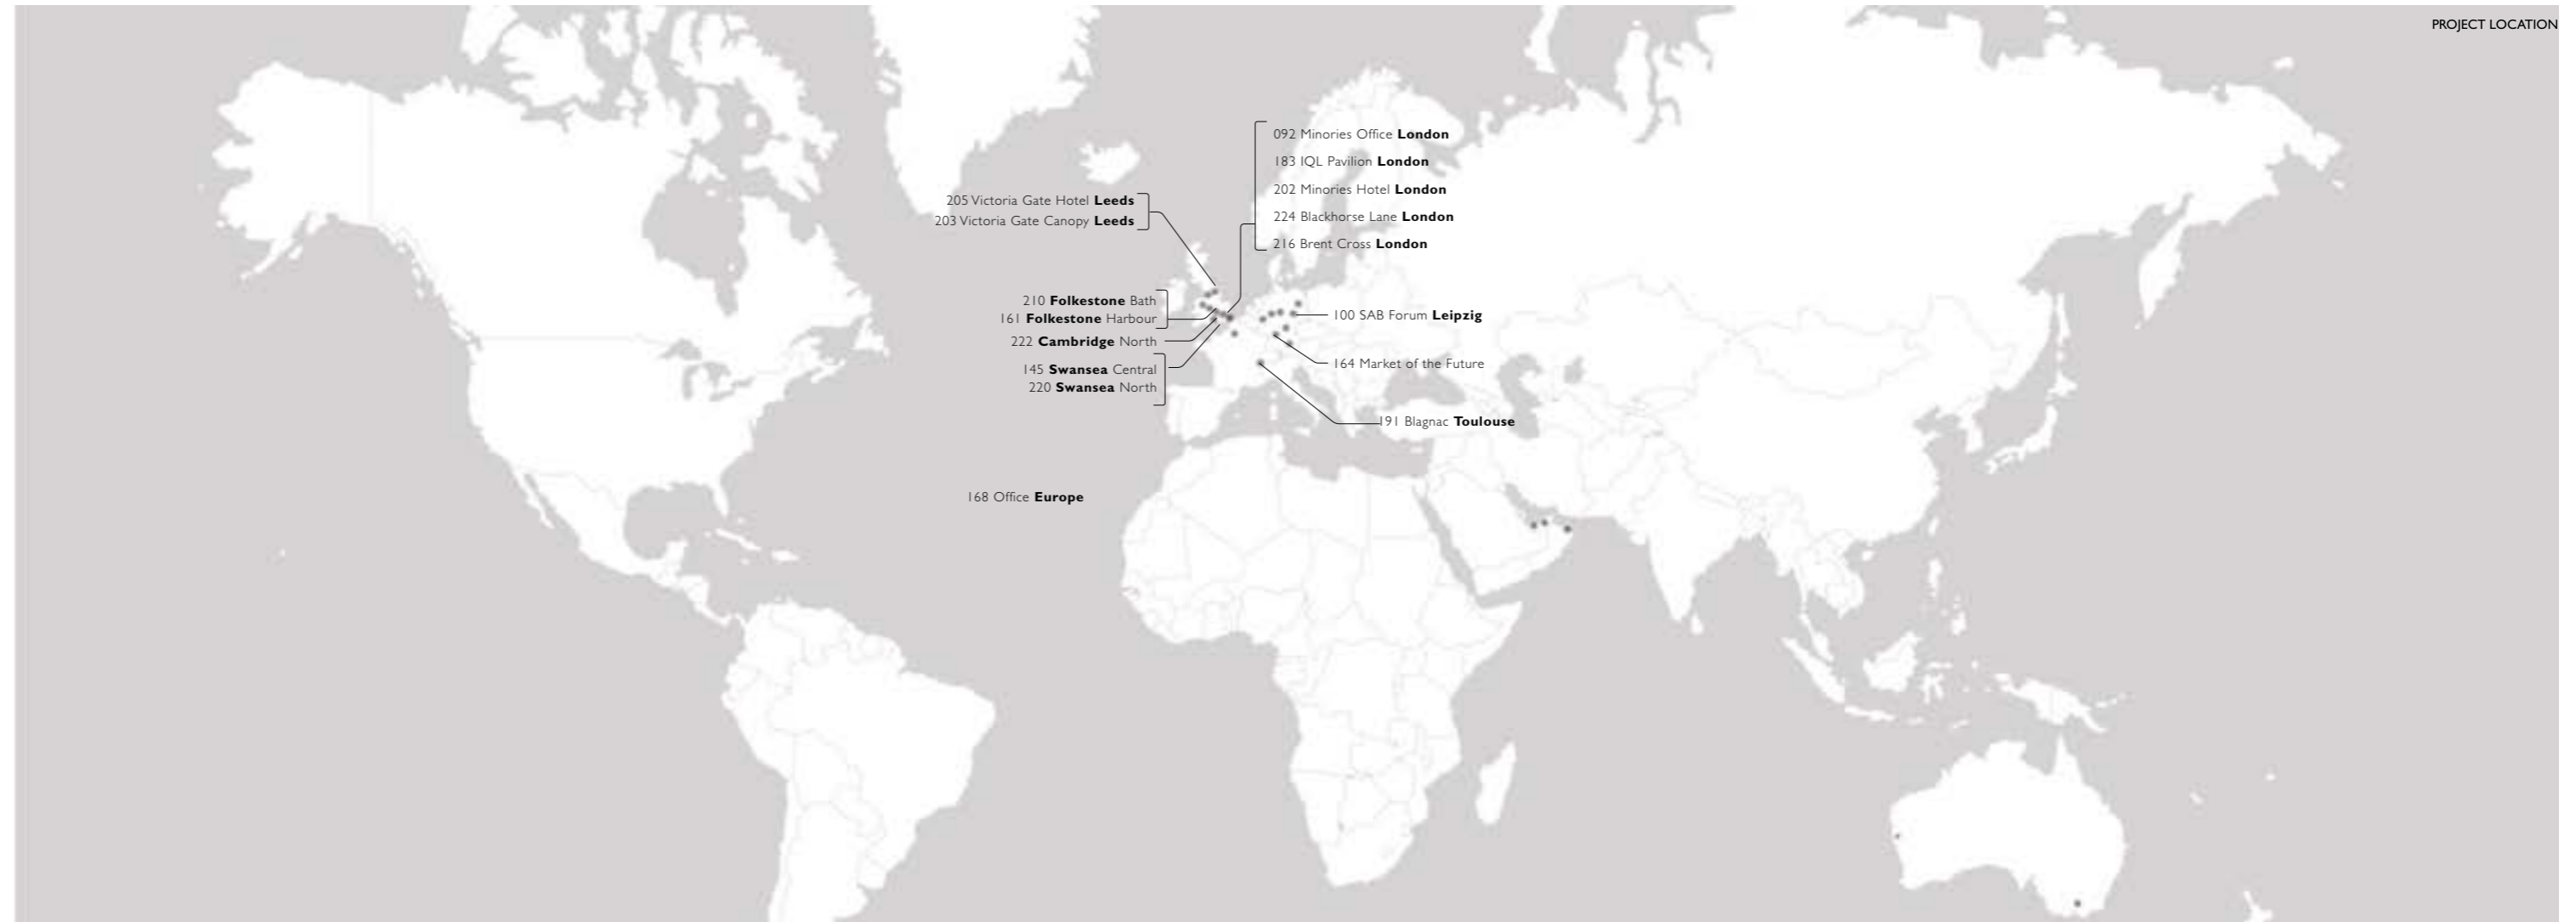 PROJECT LOCATION
092 Minories Office London
183 IQL Pavilion London
202 Minories Hotel London
224 Blackhorse Lane London
216 Brent Cross London
205 Victoria Gate Hotel Leeds
203 Victoria Gate Canopy Leeds
210 Folkestone Bath
161 Folkestone Harbour
222 Cambridge North
145 Swansea Central
220 Swansea North
100 SAB Forum Leipzig
164 Market of the Future
191 Blagnac Toulouse
168 Office Europe